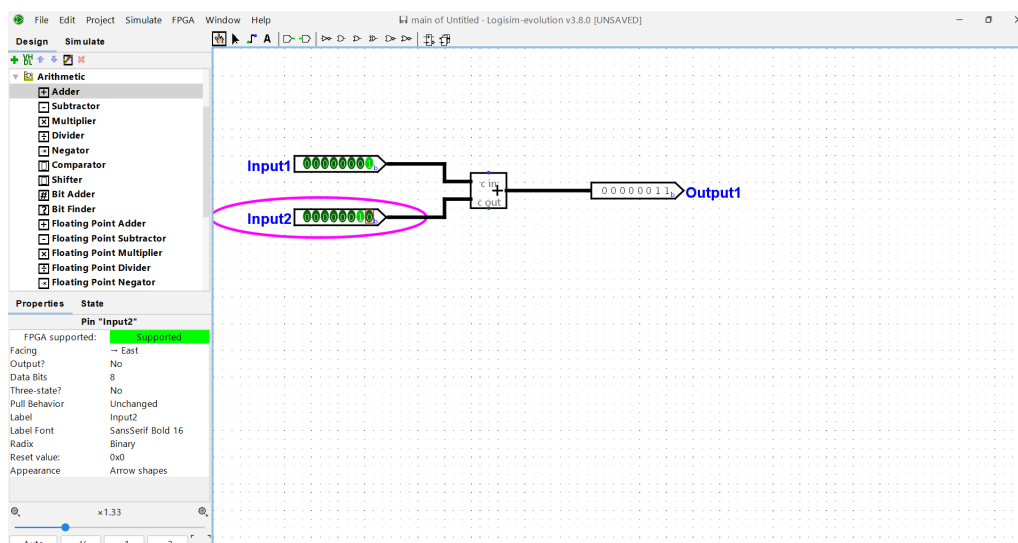 File Edit Project Simulate FPGA Window Help
main of Untitled - Logisim-evolution v3.8.0 [UNSAVED]
Design Simulate
A
Arithmetic
Adder
Subtractor
Multiplier
Divider
Negator
Comparator
Shifter
Bit Adder
Bit Finder
Floating Point Adder
Floating Point Subtractor
Floating Point Multiplier
Floating Point Divider
Floating Point Negator
Properties State
Pin "Input2"
FPGA supported: Supported
Facing → East
Output? No
Data Bits 8
Three-state? No
Pull Behavior Unchanged
Label Input2
Label Font SansSerif Bold 16
Radix Binary
Reset value: 0x0
Appearance Arrow shapes
×1.33
Input1 00000001b
c in
+
c out
00000011b Output1
Input2 00000010b